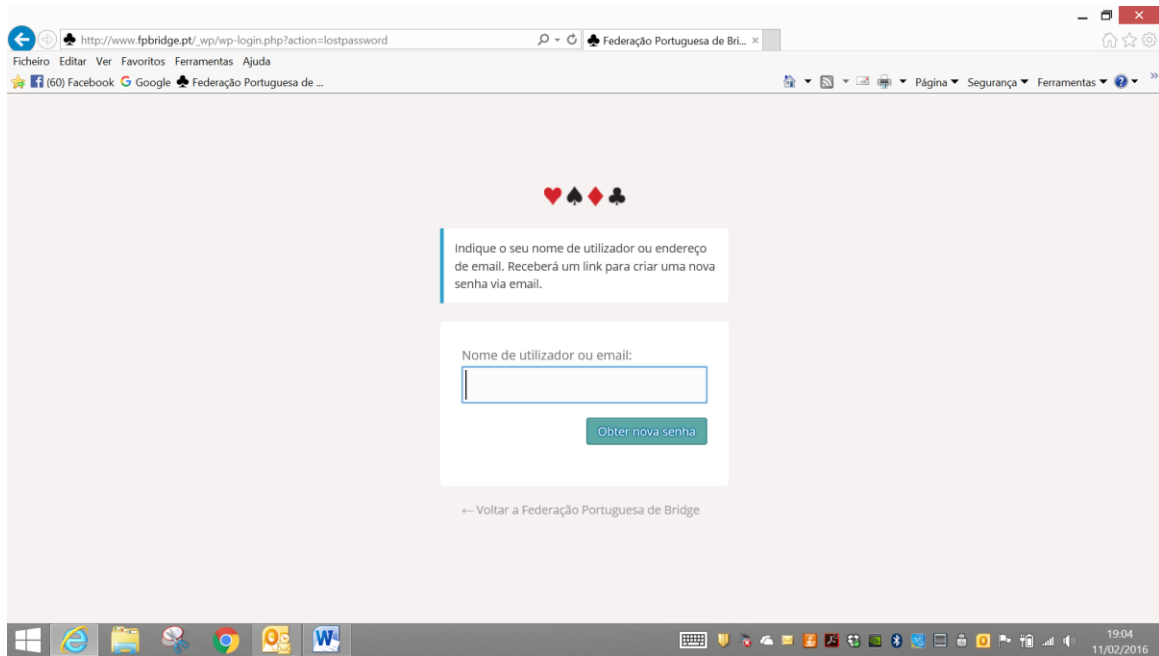 http://www.fpbridge.pt/_wp/wp-login.php?action=lostpassword
Federação Portuguesa de Bri...
Ficheiro Editar Ver Favoritos Ferramentas Ajuda
(60) Facebook Google Federação Portuguesa de ...
Página Segurança Ferramentas
Indique o seu nome de utilizador ou endereço
de email. Receberá um link para criar uma nova
senha via email.
Nome de utilizador ou email:
Obter nova senha
← Voltar a Federação Portuguesa de Bridge
19:04
11/02/2016